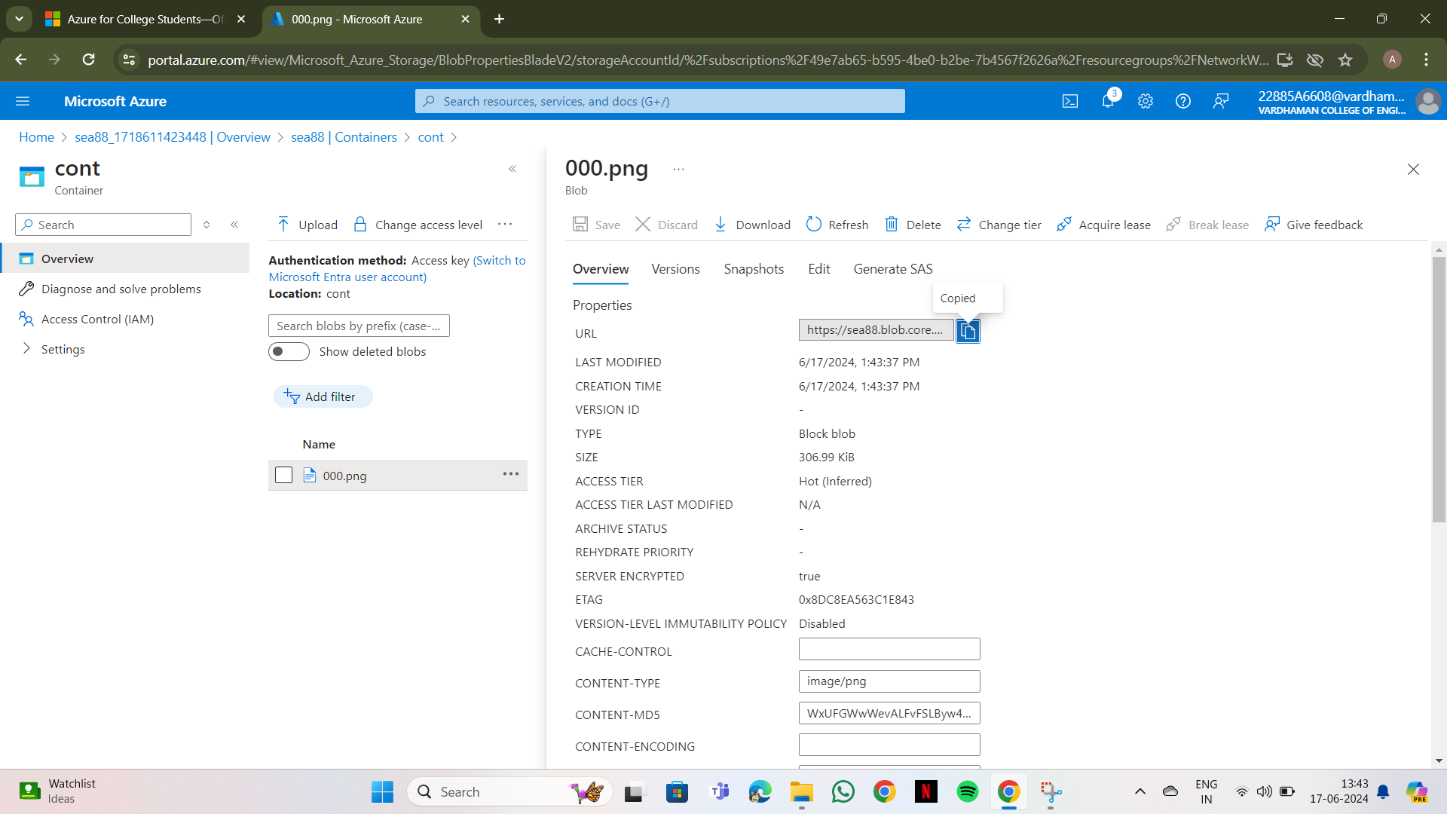 Azure for College Students—Of
000.png - Microsoft Azure
portal.azure.com/#view/Microsoft_Azure_Storage/BlobPropertiesBladeV2/storageAccountId/%2Fsubscriptions%2F49e7ab65-b595-4be0-b2be-7b4567f2626a%2Fresourcegroups%2FNetworkW...
A
Microsoft Azure
Search resources, services, and docs (G+/)
3
22885A6608@vardham...
VARDHAMAN COLLEGE OF ENGI...
Home > sea88_1718611423448 | Overview > sea88 | Containers > cont >
cont
Container
Search
Overview
Diagnose and solve problems
Access Control (IAM)
Settings
Upload Change access level ...
Authentication method: Access key (Switch to
Microsoft Entra user account)
Location: cont
Search blobs by prefix (case-...
Show deleted blobs
Add filter
Name
000.png ...
000.png ...
Blob
Save Discard Download Refresh Delete Change tier Acquire lease Break lease Give feedback
Overview Versions Snapshots Edit Generate SAS
Copied
Properties
URL https://sea88.blob.core....
LAST MODIFIED 6/17/2024, 1:43:37 PM
CREATION TIME 6/17/2024, 1:43:37 PM
VERSION ID -
TYPE Block blob
SIZE 306.99 KiB
ACCESS TIER Hot (Inferred)
ACCESS TIER LAST MODIFIED N/A
ARCHIVE STATUS -
REHYDRATE PRIORITY -
SERVER ENCRYPTED true
ETAG 0x8DC8EA563C1E843
VERSION-LEVEL IMMUTABILITY POLICY Disabled
CACHE-CONTROL
CONTENT-TYPE image/png
CONTENT-MD5 WxUFGWwWevALFvFSLByw4...
CONTENT-ENCODING
Watchlist
Ideas
Search
ENG
IN
13:43
17-06-2024
PRE